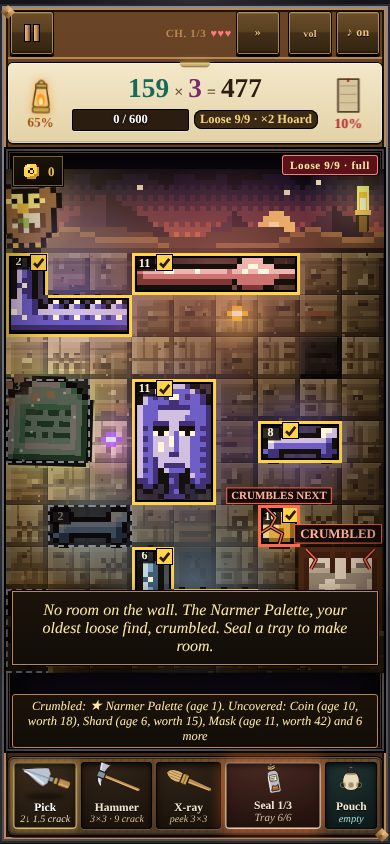 CH. 1/3 ♥♥♥
»
vol
♪ on
159 × 3 = 477
65%
0 / 600
Loose 9/9 · ×2 Hoard
10%
0
Loose 9/9 · full
2
11
3
11
8
CRUMBLES NEXT
2
CRUMBLED
6
No room on the wall. The Narmer Palette, your
oldest loose find, crumbled. Seal a tray to make
room.
Crumbled: ★ Narmer Palette (age 1). Uncovered: Coin (age 10,
worth 18), Shard (age 6, worth 15), Mask (age 11, worth 42) and 6
more
Pick
2↓ 1.5 crack
Hammer
3×3 · 9 crack
X-ray
peek 3×3
Seal 1/3
Tray 6/6
Pouch
empty